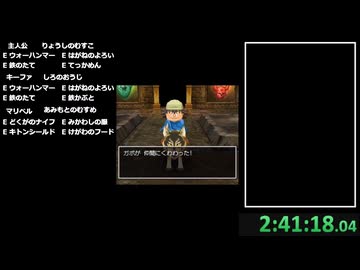 主人公　りょうしのむすこ
E ウォーハンマー　E はがねのよろい
E 鉄のたて　E てっかめん
キーファ　しろのおうじ
E ウォーハンマー　E はがねのよろい
E 鉄のたて　E 鉄かぶと
マリベル　あみもとのむすめ
E どくがのナイフ　E みかわしの服
E キトンシールド　E けがわのフード
ガボが 仲間にくわわった!
2:41:18.04